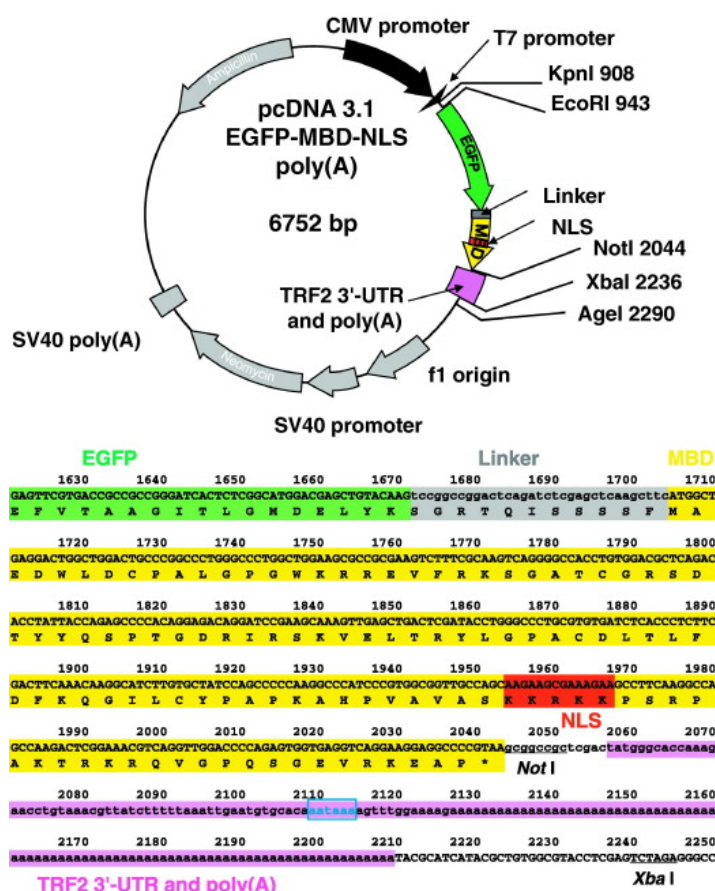 CMV promoter
T7 promoter
KpnI 908
EcoRI 943
Ampicillin
pcDNA 3.1
EGFP-MBD-NLS
poly(A)
6752 bp
EGFP
Linker
MBD
NLS
NotI 2044
XbaI 2236
AgeI 2290
TRF2 3'-UTR
and poly(A)
SV40 poly(A)
Neomycin
f1 origin
SV40 promoter
EGFP Linker MBD
1630 1640 1650 1660 1670 1680 1690 1700 1710
GAGTTCGTGACCGCCGCCGGGATCACTCTCGGCATGGACGAGCTGTACAAGtccggccggactcagatctcgagctcaagcttcATGGCT
E F V T A A G I T L G M D E L Y K S G R T Q I S S S S F M A
1720 1730 1740 1750 1760 1770 1780 1790 1800
GAGGACTGGCTGGACTGCCCGGCCCTGGGCCCTGGCTGGAAGCGCCGCGAAGTCTTTCGCAAGTCAGGGGCCACCTGTGGACGCTCAGAC
E D W L D C P A L G P G W K R R E V F R K S G A T C G R S D
1810 1820 1830 1840 1850 1860 1870 1880 1890
ACCTATTACCAGAGCCCCACAGGAGACAGGATCCGAAGCAAAGTTGAGCTGACTCGATACCTGGGCCCTGCGTGTGATCTCACCCTCTTC
T Y Y Q S P T G D R I R S K V E L T R Y L G P A C D L T L F
1900 1910 1920 1930 1940 1950 1960 1970 1980
GACTTCAAACAAGGCATCTTGTGCTATCCAGCCCCCAAGGCCCATCCCGTGGCGGTTGCCAGCAAGAAGCGAAAGAAGCCTTCAAGGCCA
D F K Q G I L C Y P A P K A H P V A V A S K K R K K P S R P
NLS
1990 2000 2010 2020 2030 2040 2050 2060 2070
GCCAAGACTCGGAAACGTCAGGTTGGACCCCAGAGTGGTGAGGTCAGGAAGGAGGCCCCGTAAgcggccgctcgactatgggcaccaaag
A K T R K R Q V G P Q S G E V R K E A P *
Not I
2080 2090 2100 2110 2120 2130 2140 2150 2160
aacctgtaaacgttatctttttaaattgaatgtgcacaaataaaagtttggaaaagaaaaaaaaaaaaaaaaaaaaaaaaaaaaaaaaaa
2170 2180 2190 2200 2210 2220 2230 2240 2250
aaaaaaaaaaaaaaaaaaaaaaaaaaaaaaaaaaaaaaaaaaaaaaaaaTACGCATCATACGCTGTGGCGTACCTCGAGTCTAGAGGGCC
TRF2 3'-UTR and poly(A)
Xba I